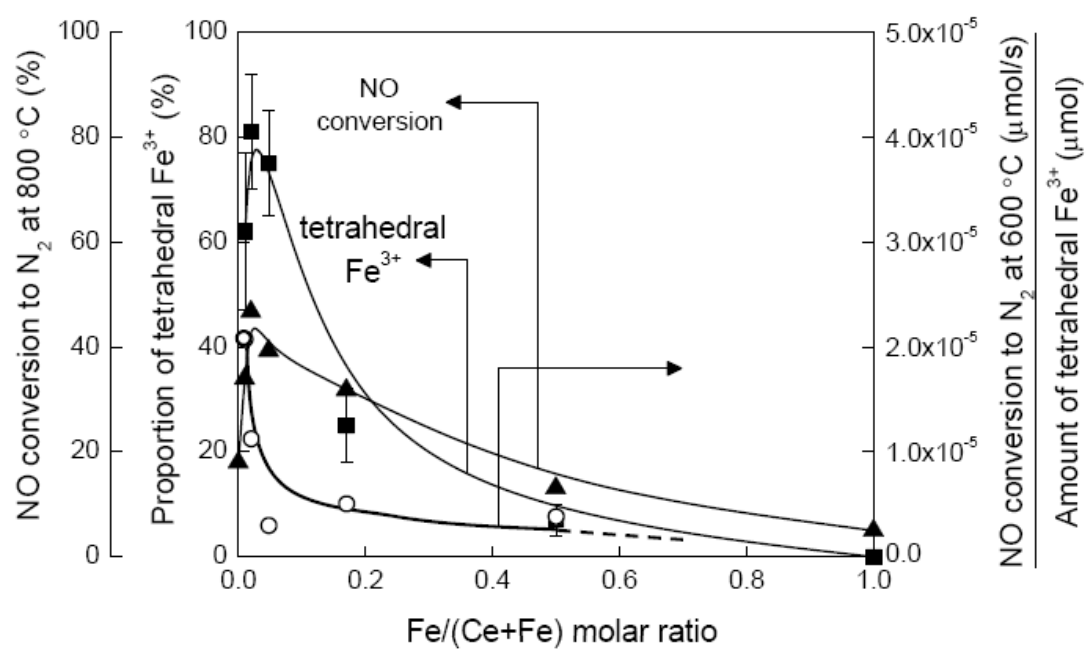 NO conversion to N₂ at 800 °C (%)
100
80
60
40
20
0
Proportion of tetrahedral Fe³⁺ (%)
100
80
60
40
20
0
NO
conversion
tetrahedral
Fe³⁺
5.0x10⁻⁵
4.0x10⁻⁵
3.0x10⁻⁵
2.0x10⁻⁵
1.0x10⁻⁵
0.0
NO conversion to N₂ at 600 °C (μmol/s)
Amount of tetrahedral Fe³⁺ (μmol)
0.0 0.2 0.4 0.6 0.8 1.0
Fe/(Ce+Fe) molar ratio